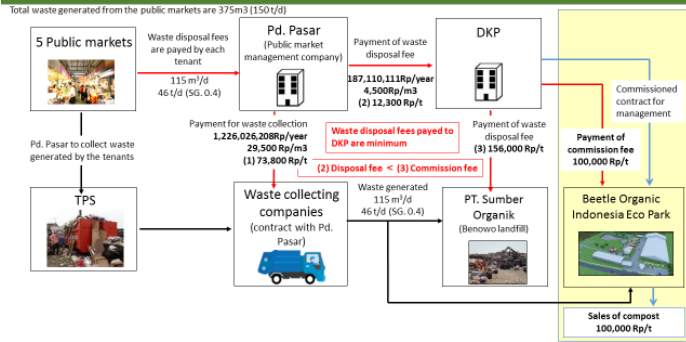 Total waste generated from the public markets are 375m3 (150 t/d)
5 Public markets
Waste disposal fees
are payed by each
tenant
115 m³/d
46 t/d (SG. 0.4)
Pd. Pasar
(Public market
management company)
Payment of waste
disposal fee
187,110,111Rp/year
4,500Rp/m3
(2) 12,300 Rp/t
DKP
Commissioned
contract for
management
Pd. Pasar to collect waste
generated by the tenants
Payment for waste collection
1,226,026,208Rp/year
29,500 Rp/m3
(1) 73,800 Rp/t
Waste disposal fees payed to
DKP are minimum
(2) Disposal fee < (3) Commission fee
Payment of waste
disposal fee
(3) 156,000 Rp/t
Payment of
commission fee
100,000 Rp/t
TPS
Waste collecting
companies
(contract with Pd.
Pasar)
Waste generated
115 m³/d
46 t/d (SG. 0.4)
PT. Sumber
Organik
(Benowo landfill)
Beetle Organic
Indonesia Eco Park
Sales of compost
100,000 Rp/t